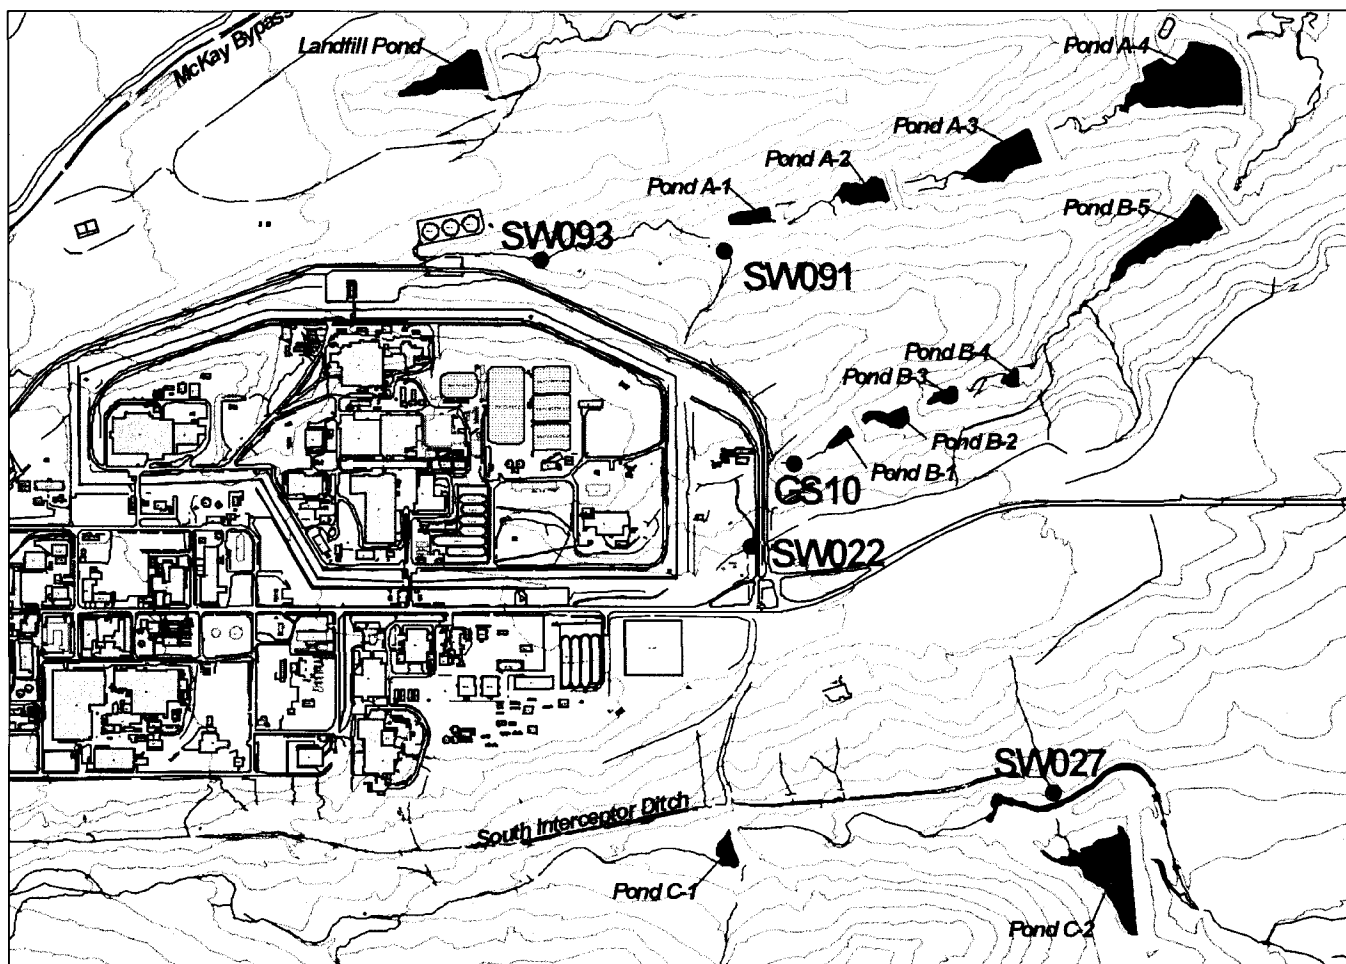 McKay Bypass
Landfill Pond
Pond A-4
Pond A-3
Pond A-2
Pond A-1
Pond B-5
SW093
SW091
Pond B-4
Pond B-3
Pond B-2
Pond B-1
GS10
SW022
SW027
South Interceptor Ditch
Pond C-1
Pond C-2